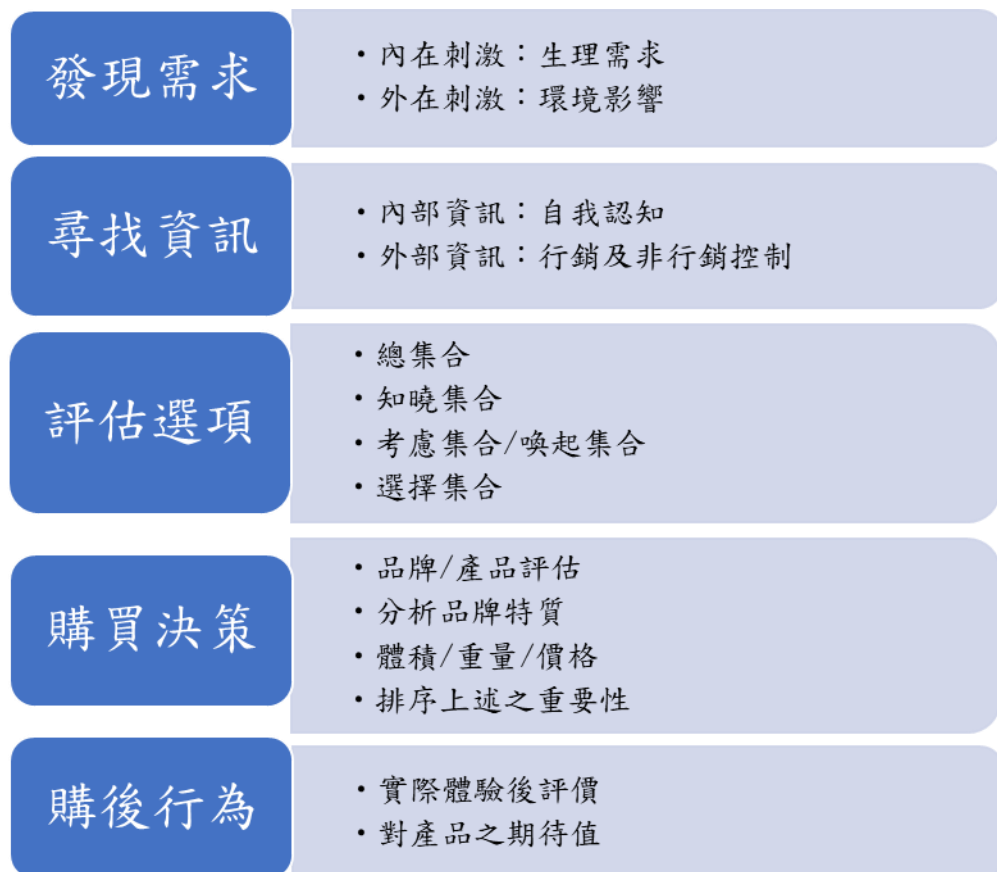 發現需求
・內在刺激：生理需求
・外在刺激：環境影響
尋找資訊
・內部資訊：自我認知
・外部資訊：行銷及非行銷控制
評估選項
・總集合
・知曉集合
・考慮集合/喚起集合
・選擇集合
購買決策
・品牌/產品評估
・分析品牌特質
・體積/重量/價格
・排序上述之重要性
購後行為
・實際體驗後評價
・對產品之期待值